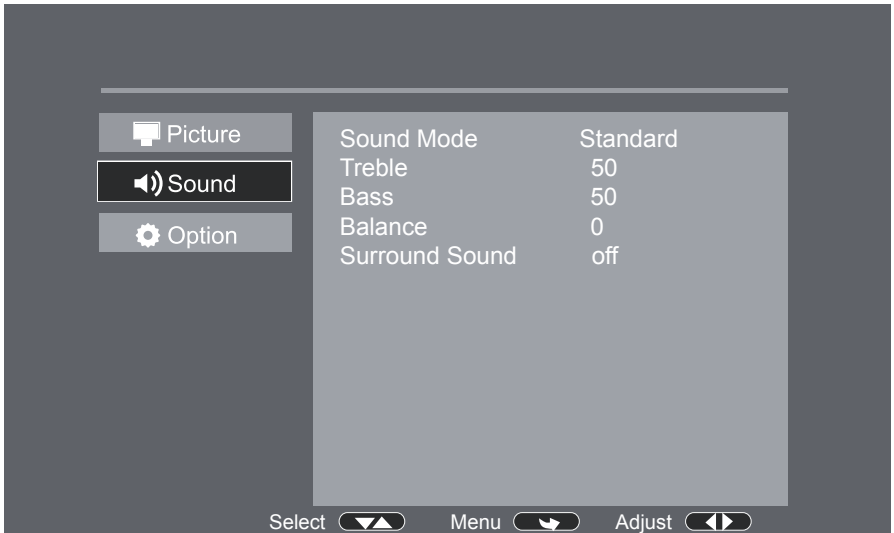 Picture
Sound
Option
Sound Mode Standard
Treble 50
Bass 50
Balance 0
Surround Sound off
Select Menu Adjust